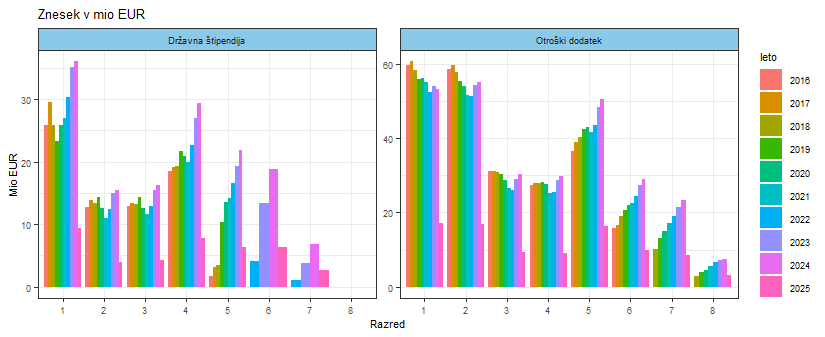 Znesek v mio EUR
Državna štipendija
Otroški dodatek
Mio EUR
30
20
10
0
60
40
20
0
1 2 3 4 5 6 7 8
1 2 3 4 5 6 7 8
Razred
leto
2016
2017
2018
2019
2020
2021
2022
2023
2024
2025